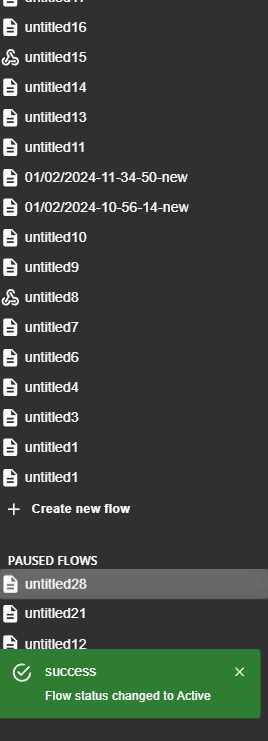 untitled17
untitled16
untitled15
untitled14
untitled13
untitled11
01/02/2024-11-34-50-new
01/02/2024-10-56-14-new
untitled10
untitled9
untitled8
untitled7
untitled6
untitled4
untitled3
untitled1
untitled1
Create new flow
PAUSED FLOWS
untitled28
untitled21
untitled12
success
Flow status changed to Active